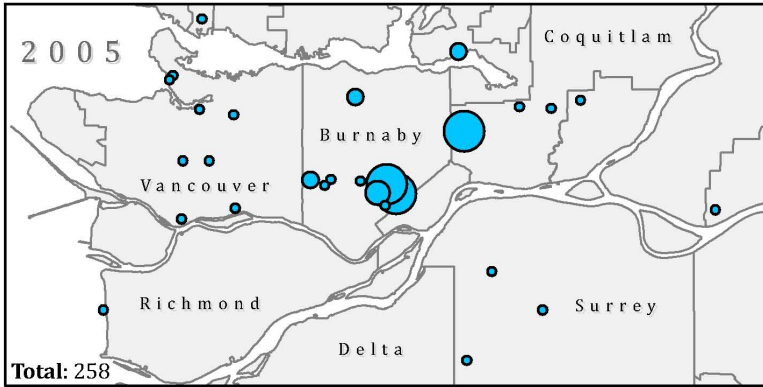 2005
Coquitlam
Burnaby
Vancouver
Richmond
Surrey
Delta
Total: 258